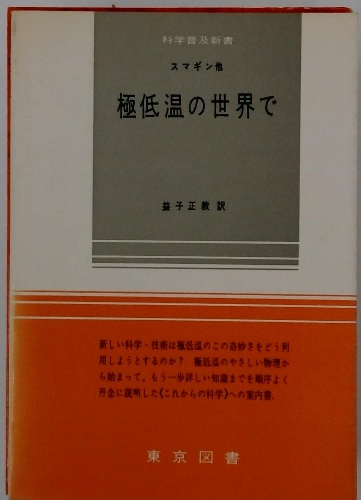 科学普及新書
スマギン他
極低温の世界で
益子正教 訳
新しい科学・技術は極低温のこの奇妙さをどう利
用しようとするのか？ 極低温のやさしい物理か
ら始まって，もう一歩詳しい知識までを順序よく
丹念に説明した《これからの科学》への案内書．
東京図書